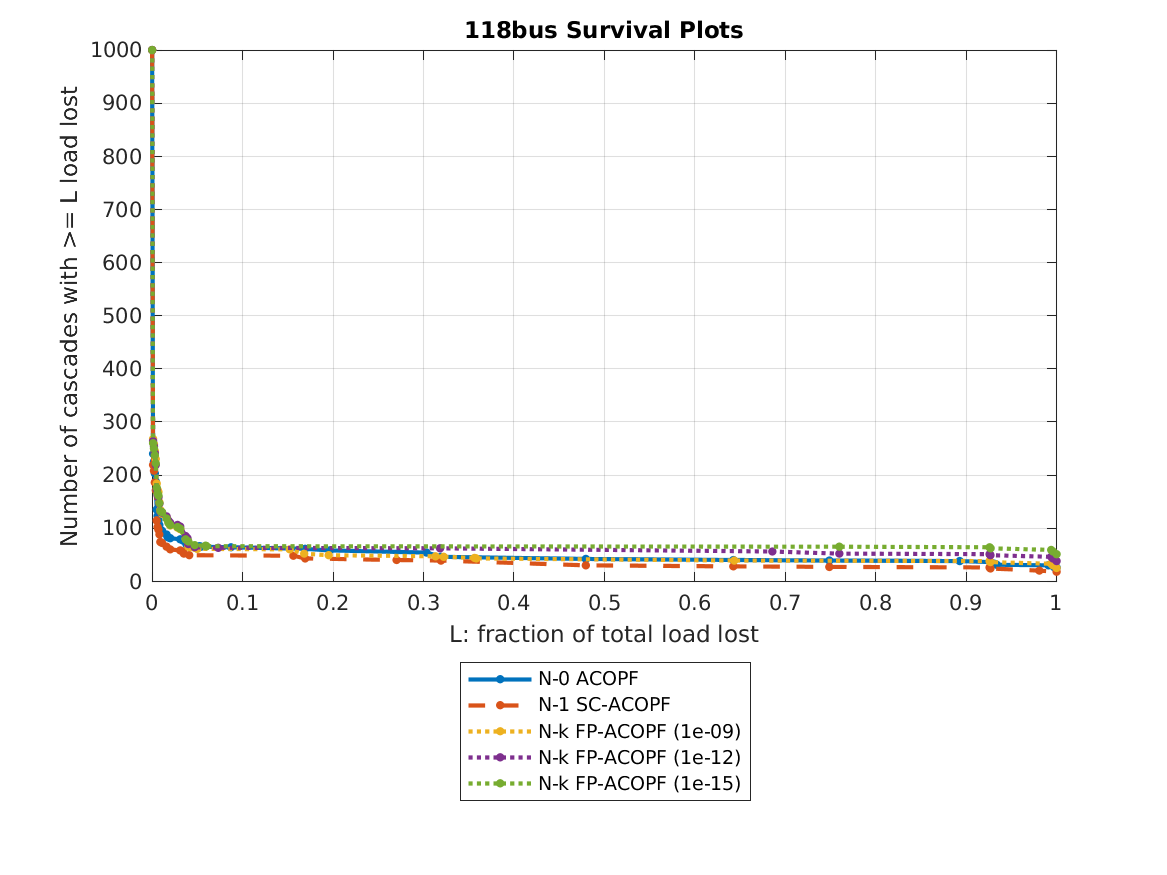 118bus Survival Plots
1000
900
800
700
600
500
400
300
200
100
0
Number of cascades with >= L load lost
0
0.1
0.2
0.3
0.4
0.5
0.6
0.7
0.8
0.9
1
L: fraction of total load lost
N-0 ACOPF
N-1 SC-ACOPF
N-k FP-ACOPF (1e-09)
N-k FP-ACOPF (1e-12)
N-k FP-ACOPF (1e-15)